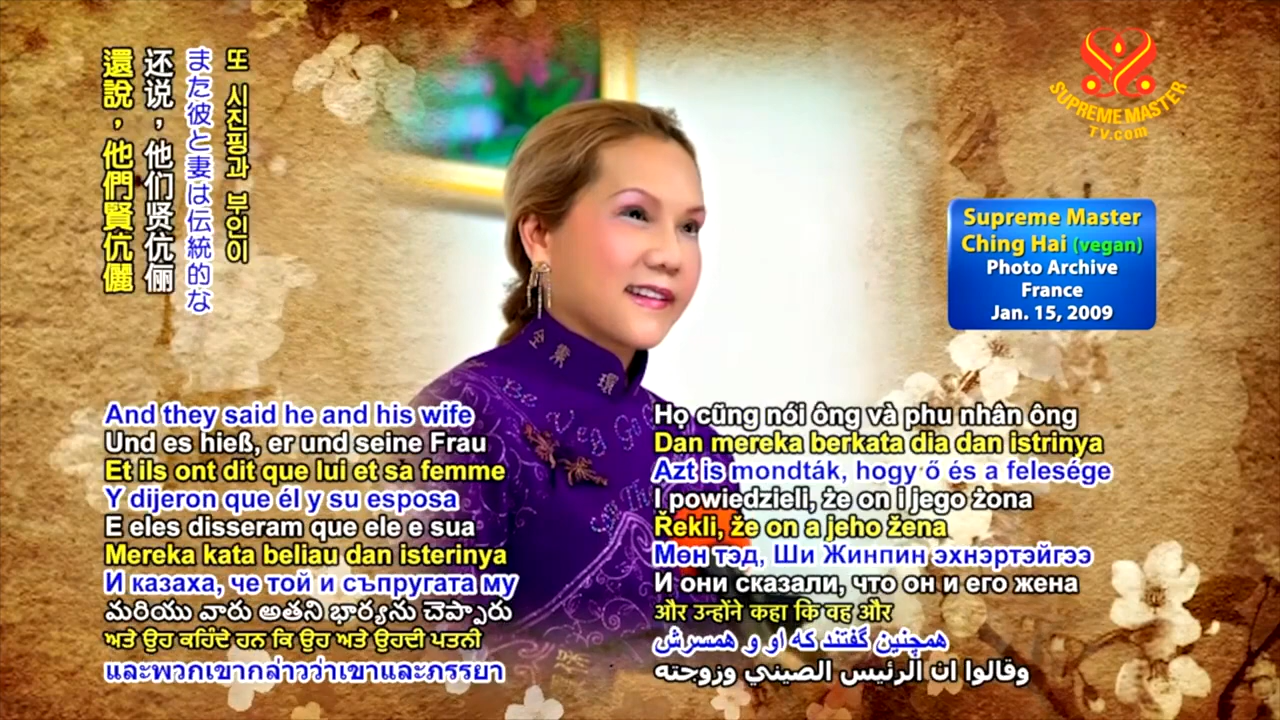 還說，他們賢伉儷
还说，他们贤伉俪
また彼と妻は伝統的な
또 시진핑과 부인이
SUPREME MASTER
TV.com
Supreme Master
Ching Hai (vegan)
Photo Archive
France
Jan. 15, 2009
And they said he and his wife
Und es hieß, er und seine Frau
Et ils ont dit que lui et sa femme
Y dijeron que él y su esposa
E eles disseram que ele e sua
Mereka kata beliau dan isterinya
И казаха, че той и съпругата му
మరియు వారు అతని భార్యను చెప్పారు
ਅਤੇ ਉਹ ਕਹਿੰਦੇ ਹਨ ਕਿ ਉਹ ਅਤੇ ਉਹਦੀ ਪਤਨੀ
และพวกเขากล่าวว่าเขาและภรรยา
Họ cũng nói ông và phu nhân ông
Dan mereka berkata dia dan istrinya
Azt is mondták, hogy ő és a felesége
I powiedzieli, że on i jego żona
Řekli, že on a jeho žena
Мөн тэд, Ши Жинпин эхнэртэйгээ
И они сказали, что он и его жена
और उन्होंने कहा कि वह और
همچنین گفتند که او و همسرش
وقالوا ان الرئيس الصيني وزوجته